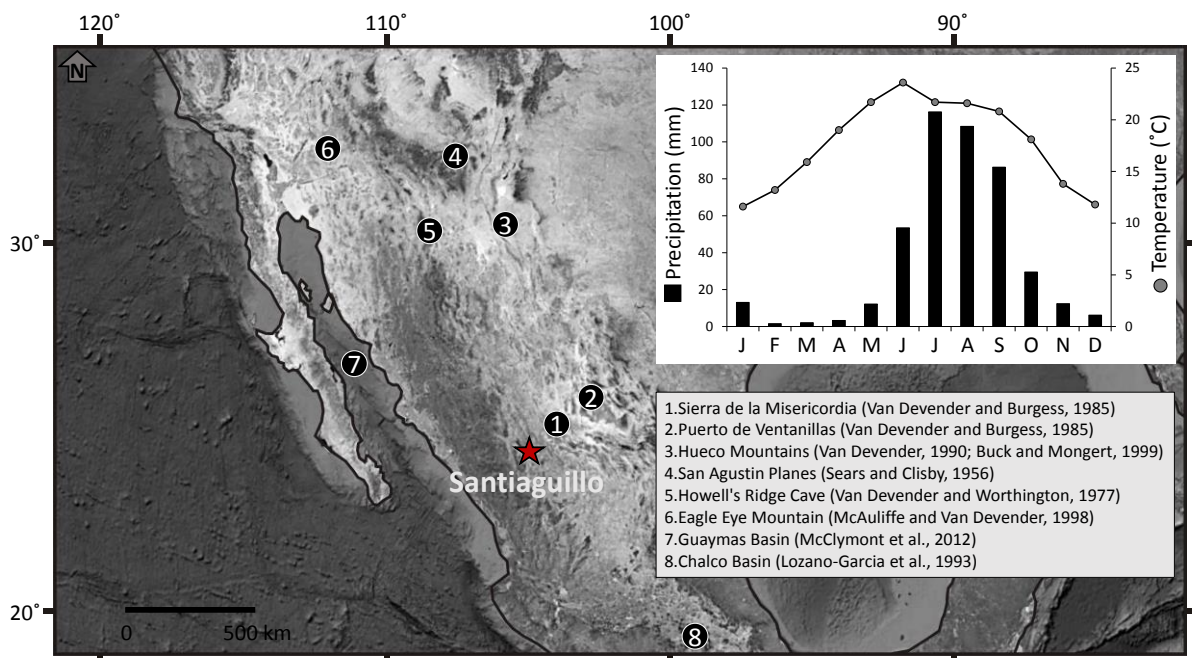 120˚ 110˚ 100˚ 90˚
N
30˚
20˚
140
120
100
80
60
40
20
0
25
20
15
10
5
0
Precipitation (mm)
Temperature (˚C)
J F M A M J J A S O N D
6
4
3
5
7
2
1
Santiaguillo
8
0 500 km
1.Sierra de la Misericordia (Van Devender and Burgess, 1985)
2.Puerto de Ventanillas (Van Devender and Burgess, 1985)
3.Hueco Mountains (Van Devender, 1990; Buck and Mongert, 1999)
4.San Agustin Planes (Sears and Clisby, 1956)
5.Howell's Ridge Cave (Van Devender and Worthington, 1977)
6.Eagle Eye Mountain (McAuliffe and Van Devender, 1998)
7.Guaymas Basin (McClymont et al., 2012)
8.Chalco Basin (Lozano-Garcia et al., 1993)